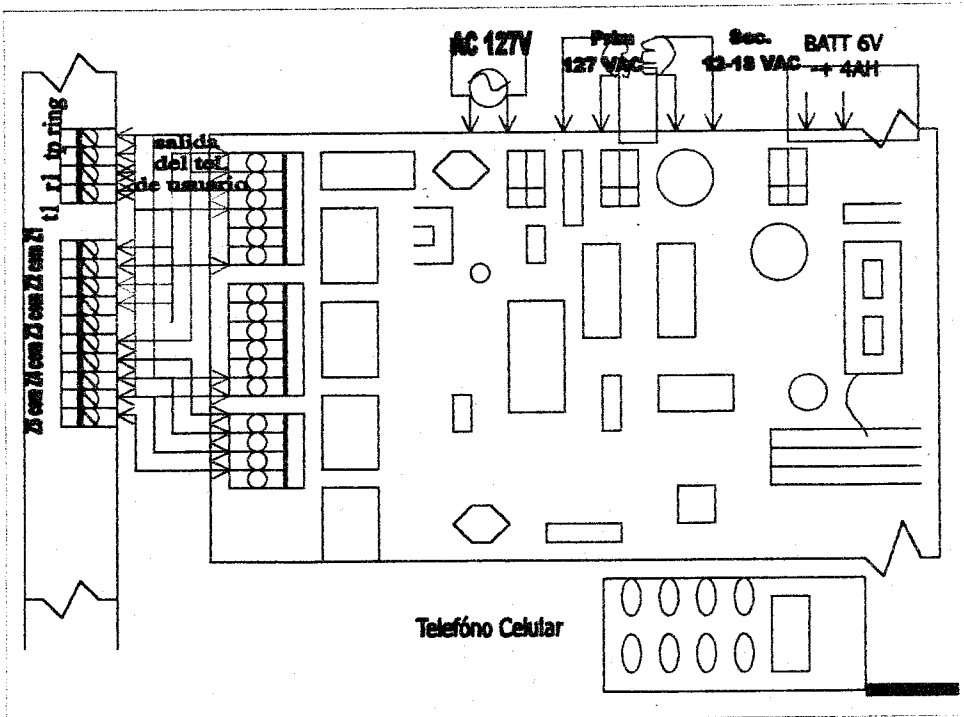 AC 127V
Prim
127 VAC
Sec.
12-18 VAC
BATT 6V
-+ 4AH
salida
del tel
de usuario
t1 r1 tp ring
Z5 com Z4 com Z3 com Z2 com Z1
Telefóno Celular